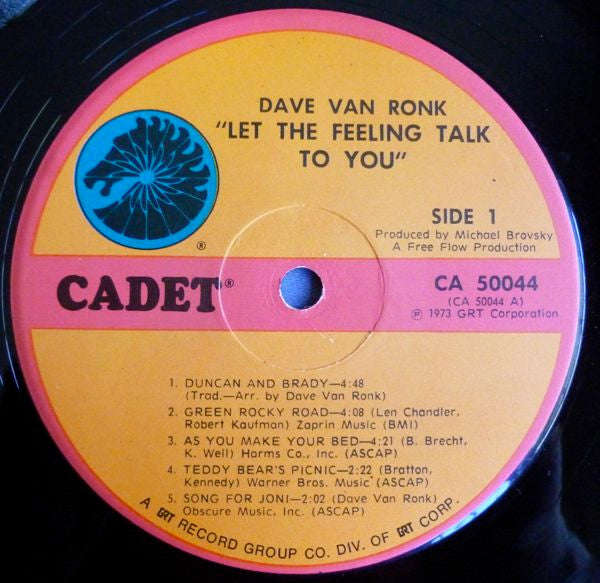 DAVE VAN RONK
"LET THE FEELING TALK
TO YOU"
SIDE 1
Produced by Michael Brovsky
A Free Flow Production
®
CADET®
CA 50044
(CA 50044 A)
℗ 1973 GRT Corporation
1. DUNCAN AND BRADY—4:48
(Trad.—Arr. by Dave Van Ronk)
2. GREEN ROCKY ROAD—4:08 (Len Chandler,
Robert Kaufman) Zaprin Music (BMI)
3. AS YOU MAKE YOUR BED—4:21 (B. Brecht,
K. Weil) Harms Co., Inc. (ASCAP)
4. TEDDY BEAR'S PICNIC—2:22 (Bratton,
Kennedy) Warner Bros. Music (ASCAP)
5. SONG FOR JONI—2:02 (Dave Van Ronk)
Obscure Music, Inc. (ASCAP)
A GRT RECORD GROUP CO. DIV. OF GRT CORP.